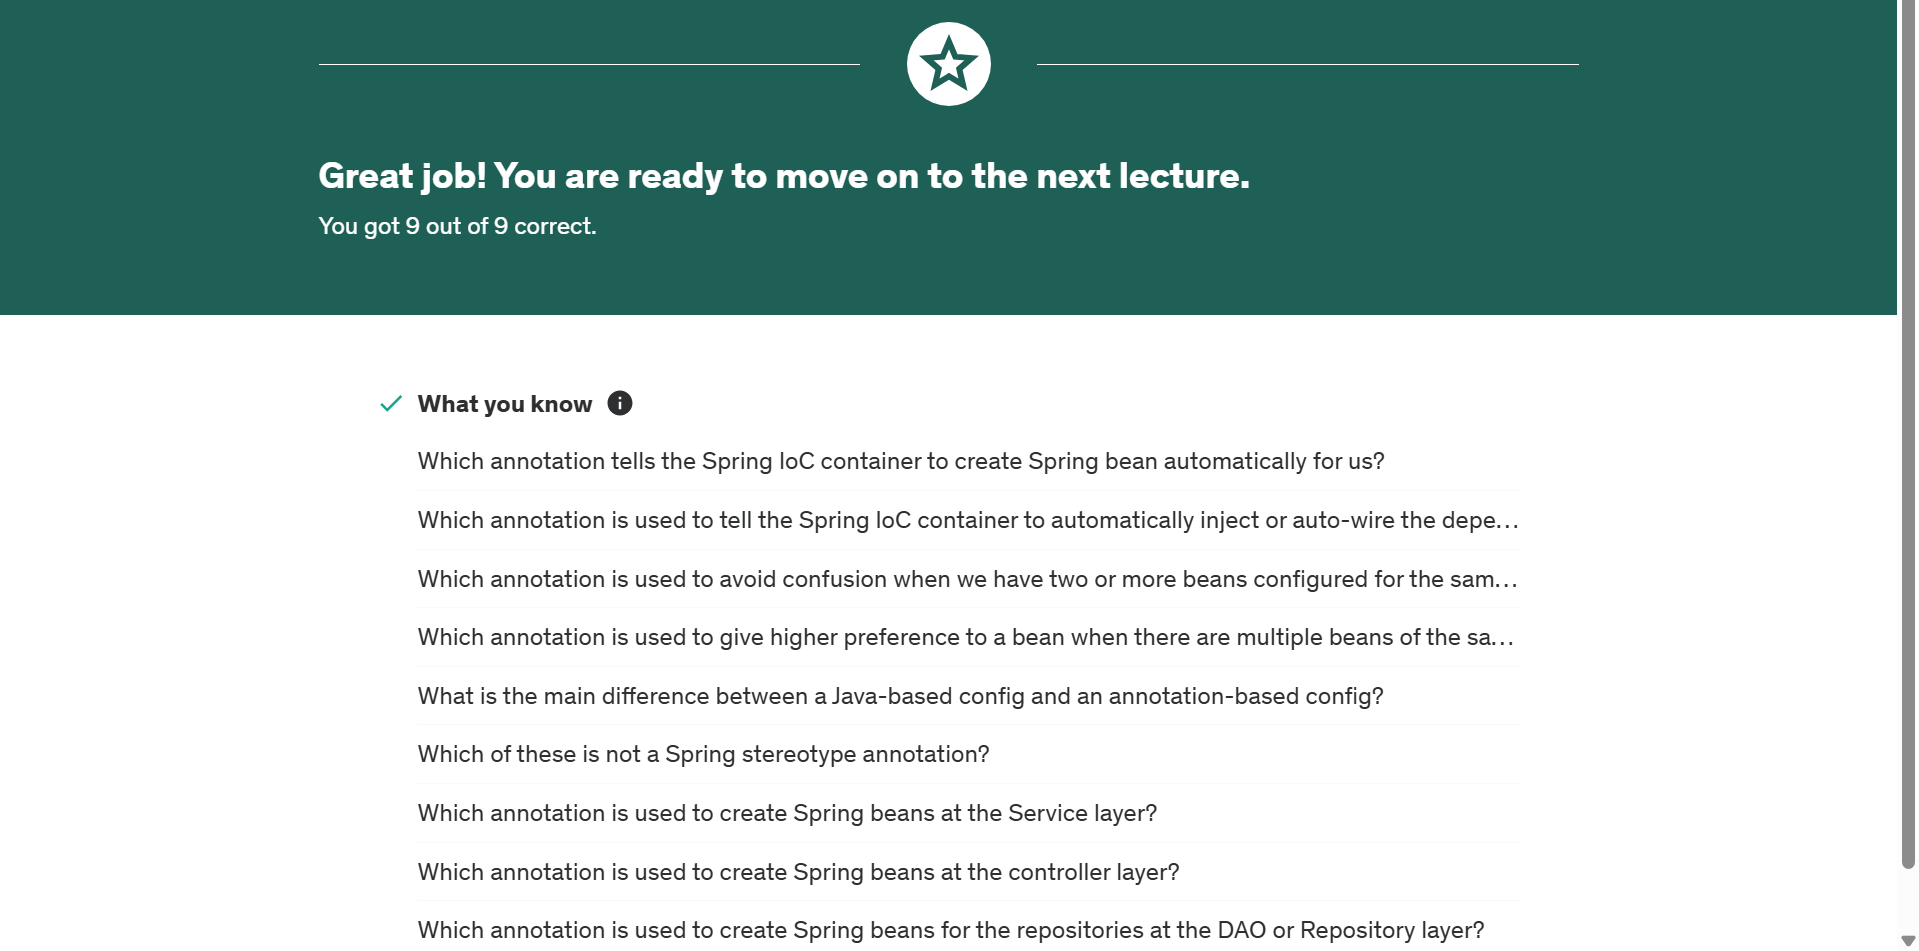 Great job! You are ready to move on to the next lecture.
You got 9 out of 9 correct.
What you know
Which annotation tells the Spring IoC container to create Spring bean automatically for us?
Which annotation is used to tell the Spring IoC container to automatically inject or auto-wire the depe...
Which annotation is used to avoid confusion when we have two or more beans configured for the sam...
Which annotation is used to give higher preference to a bean when there are multiple beans of the sa...
What is the main difference between a Java-based config and an annotation-based config?
Which of these is not a Spring stereotype annotation?
Which annotation is used to create Spring beans at the Service layer?
Which annotation is used to create Spring beans at the controller layer?
Which annotation is used to create Spring beans for the repositories at the DAO or Repository layer?